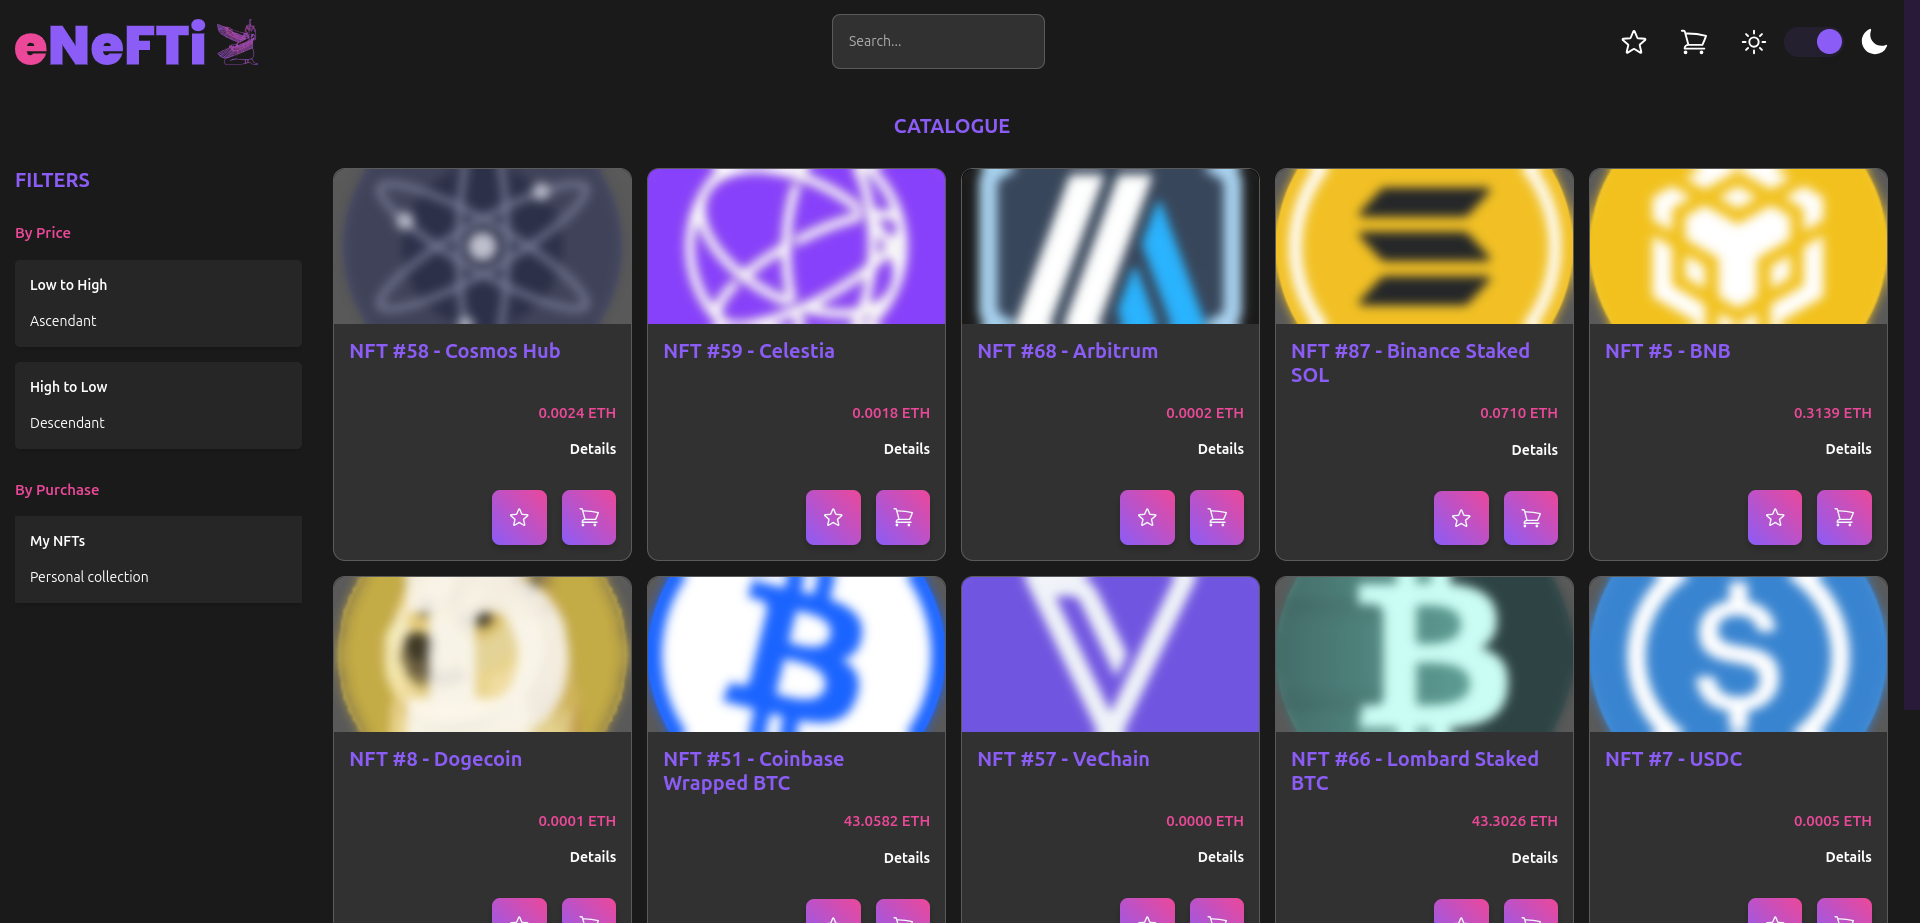 eNeFTi
Search...
CATALOGUE
FILTERS
By Price
Low to High
Ascendant
High to Low
Descendant
By Purchase
My NFTs
Personal collection
NFT #58 - Cosmos Hub
0.0024 ETH
Details
NFT #59 - Celestia
0.0018 ETH
Details
NFT #68 - Arbitrum
0.0002 ETH
Details
NFT #87 - Binance Staked
SOL
0.0710 ETH
Details
NFT #5 - BNB
0.3139 ETH
Details
NFT #8 - Dogecoin
0.0001 ETH
Details
NFT #51 - Coinbase
Wrapped BTC
43.0582 ETH
Details
NFT #57 - VeChain
0.0000 ETH
Details
NFT #66 - Lombard Staked
BTC
43.3026 ETH
Details
NFT #7 - USDC
0.0005 ETH
Details